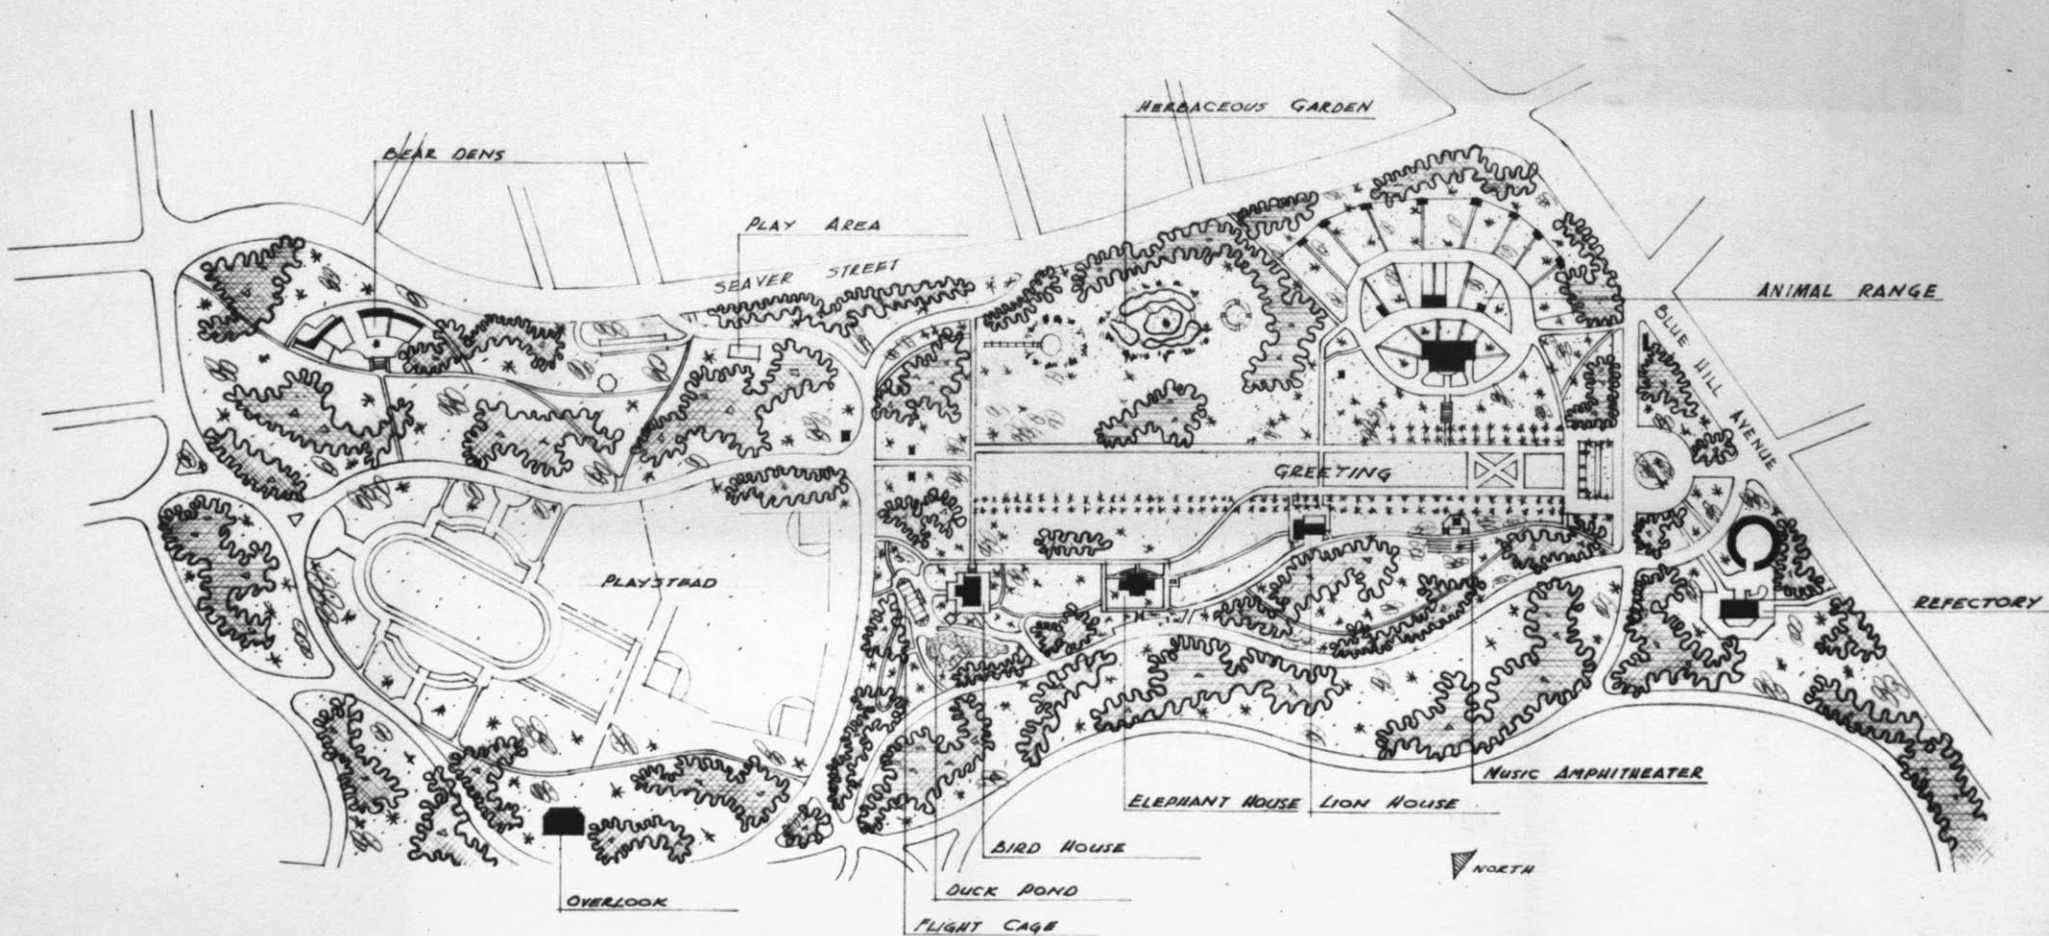 HERBACEOUS GARDEN
BEAR DENS
PLAY AREA
SEAVER STREET
ANIMAL RANGE
BLUE HILL AVENUE
GREETING
PLAYSTEAD
REFECTORY
MUSIC AMPHITHEATER
ELEPHANT HOUSE
LION HOUSE
BIRD HOUSE
NORTH
DUCK POND
OVERLOOK
FLIGHT CAGE